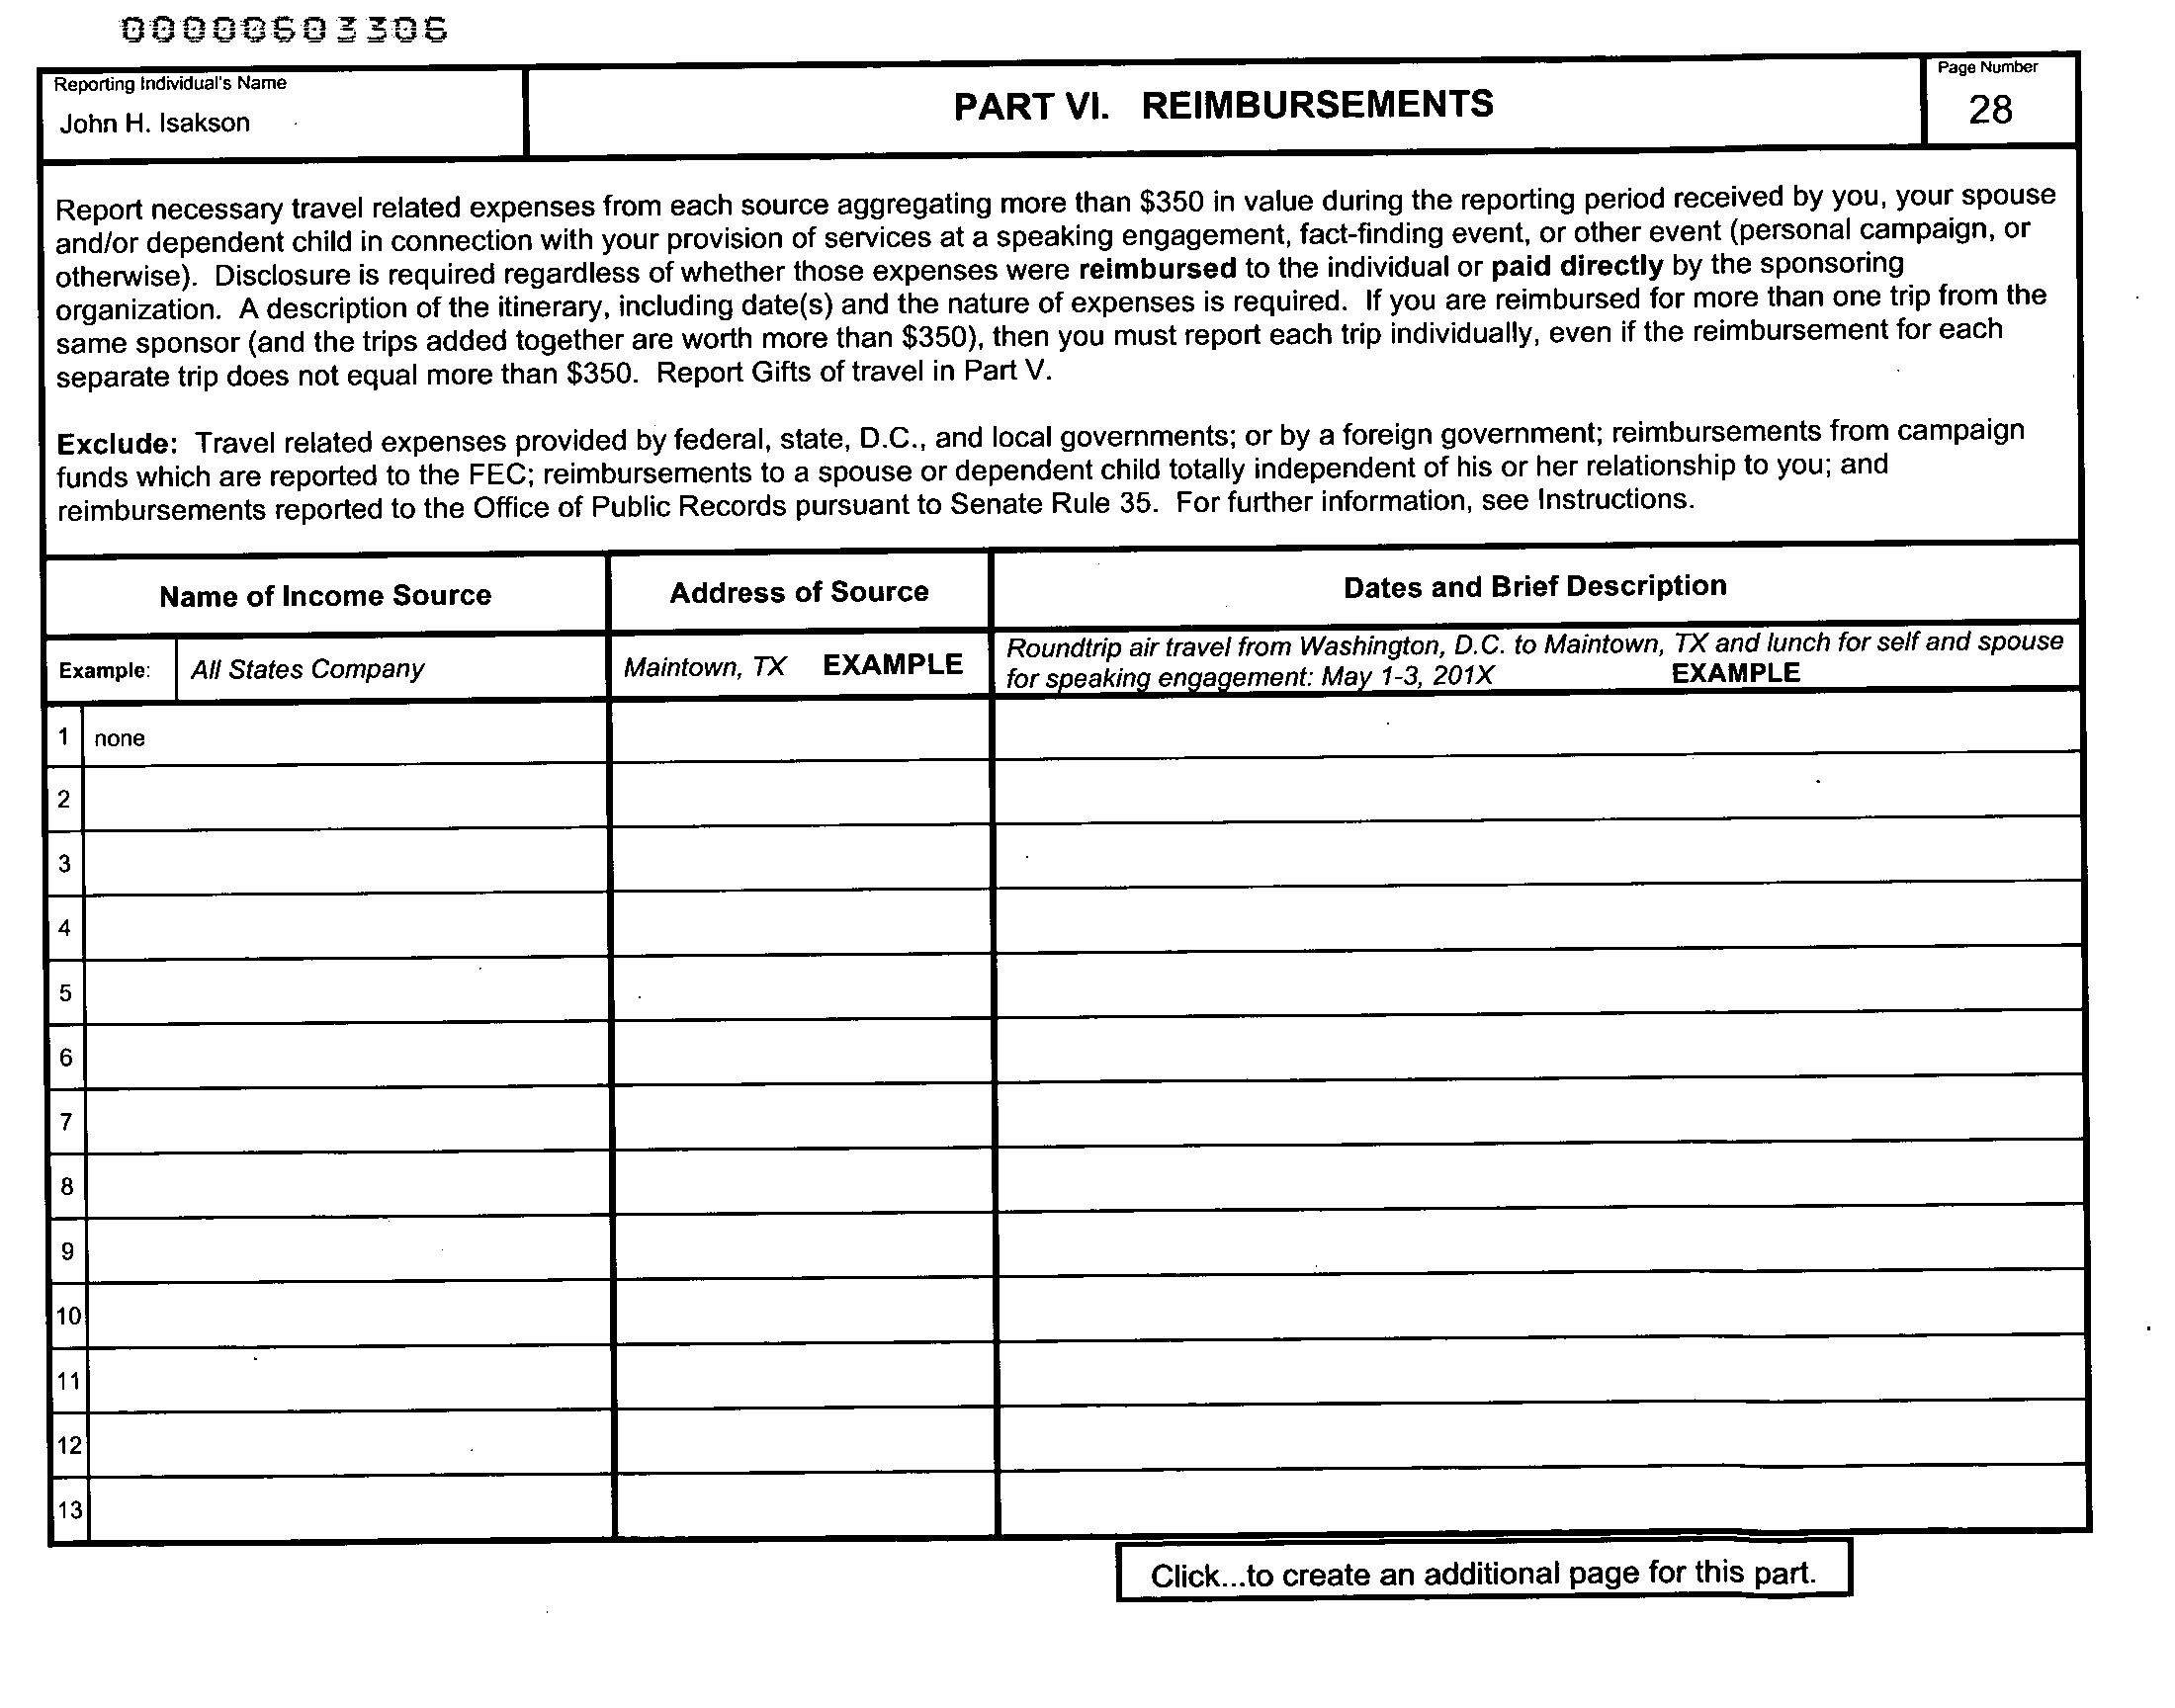 00000603306
Reporting Individual's Name
John H. Isakson
PART VI. REIMBURSEMENTS
Page Number
28
Report necessary travel related expenses from each source aggregating more than $350 in value during the reporting period received by you, your spouse
and/or dependent child in connection with your provision of services at a speaking engagement, fact-finding event, or other event (personal campaign, or
otherwise). Disclosure is required regardless of whether those expenses were reimbursed to the individual or paid directly by the sponsoring
organization. A description of the itinerary, including date(s) and the nature of expenses is required. If you are reimbursed for more than one trip from the
same sponsor (and the trips added together are worth more than $350), then you must report each trip individually, even if the reimbursement for each
separate trip does not equal more than $350. Report Gifts of travel in Part V.
Exclude: Travel related expenses provided by federal, state, D.C., and local governments; or by a foreign government; reimbursements from campaign
funds which are reported to the FEC; reimbursements to a spouse or dependent child totally independent of his or her relationship to you; and
reimbursements reported to the Office of Public Records pursuant to Senate Rule 35. For further information, see Instructions.
Name of Income Source
Address of Source
Dates and Brief Description
Example:
All States Company
Maintown, TX EXAMPLE
Roundtrip air travel from Washington, D.C. to Maintown, TX and lunch for self and spouse
for speaking engagement: May 1-3, 201X EXAMPLE
1 none
2
3
4
5
6
7
8
9
10
11
12
13
Click...to create an additional page for this part.